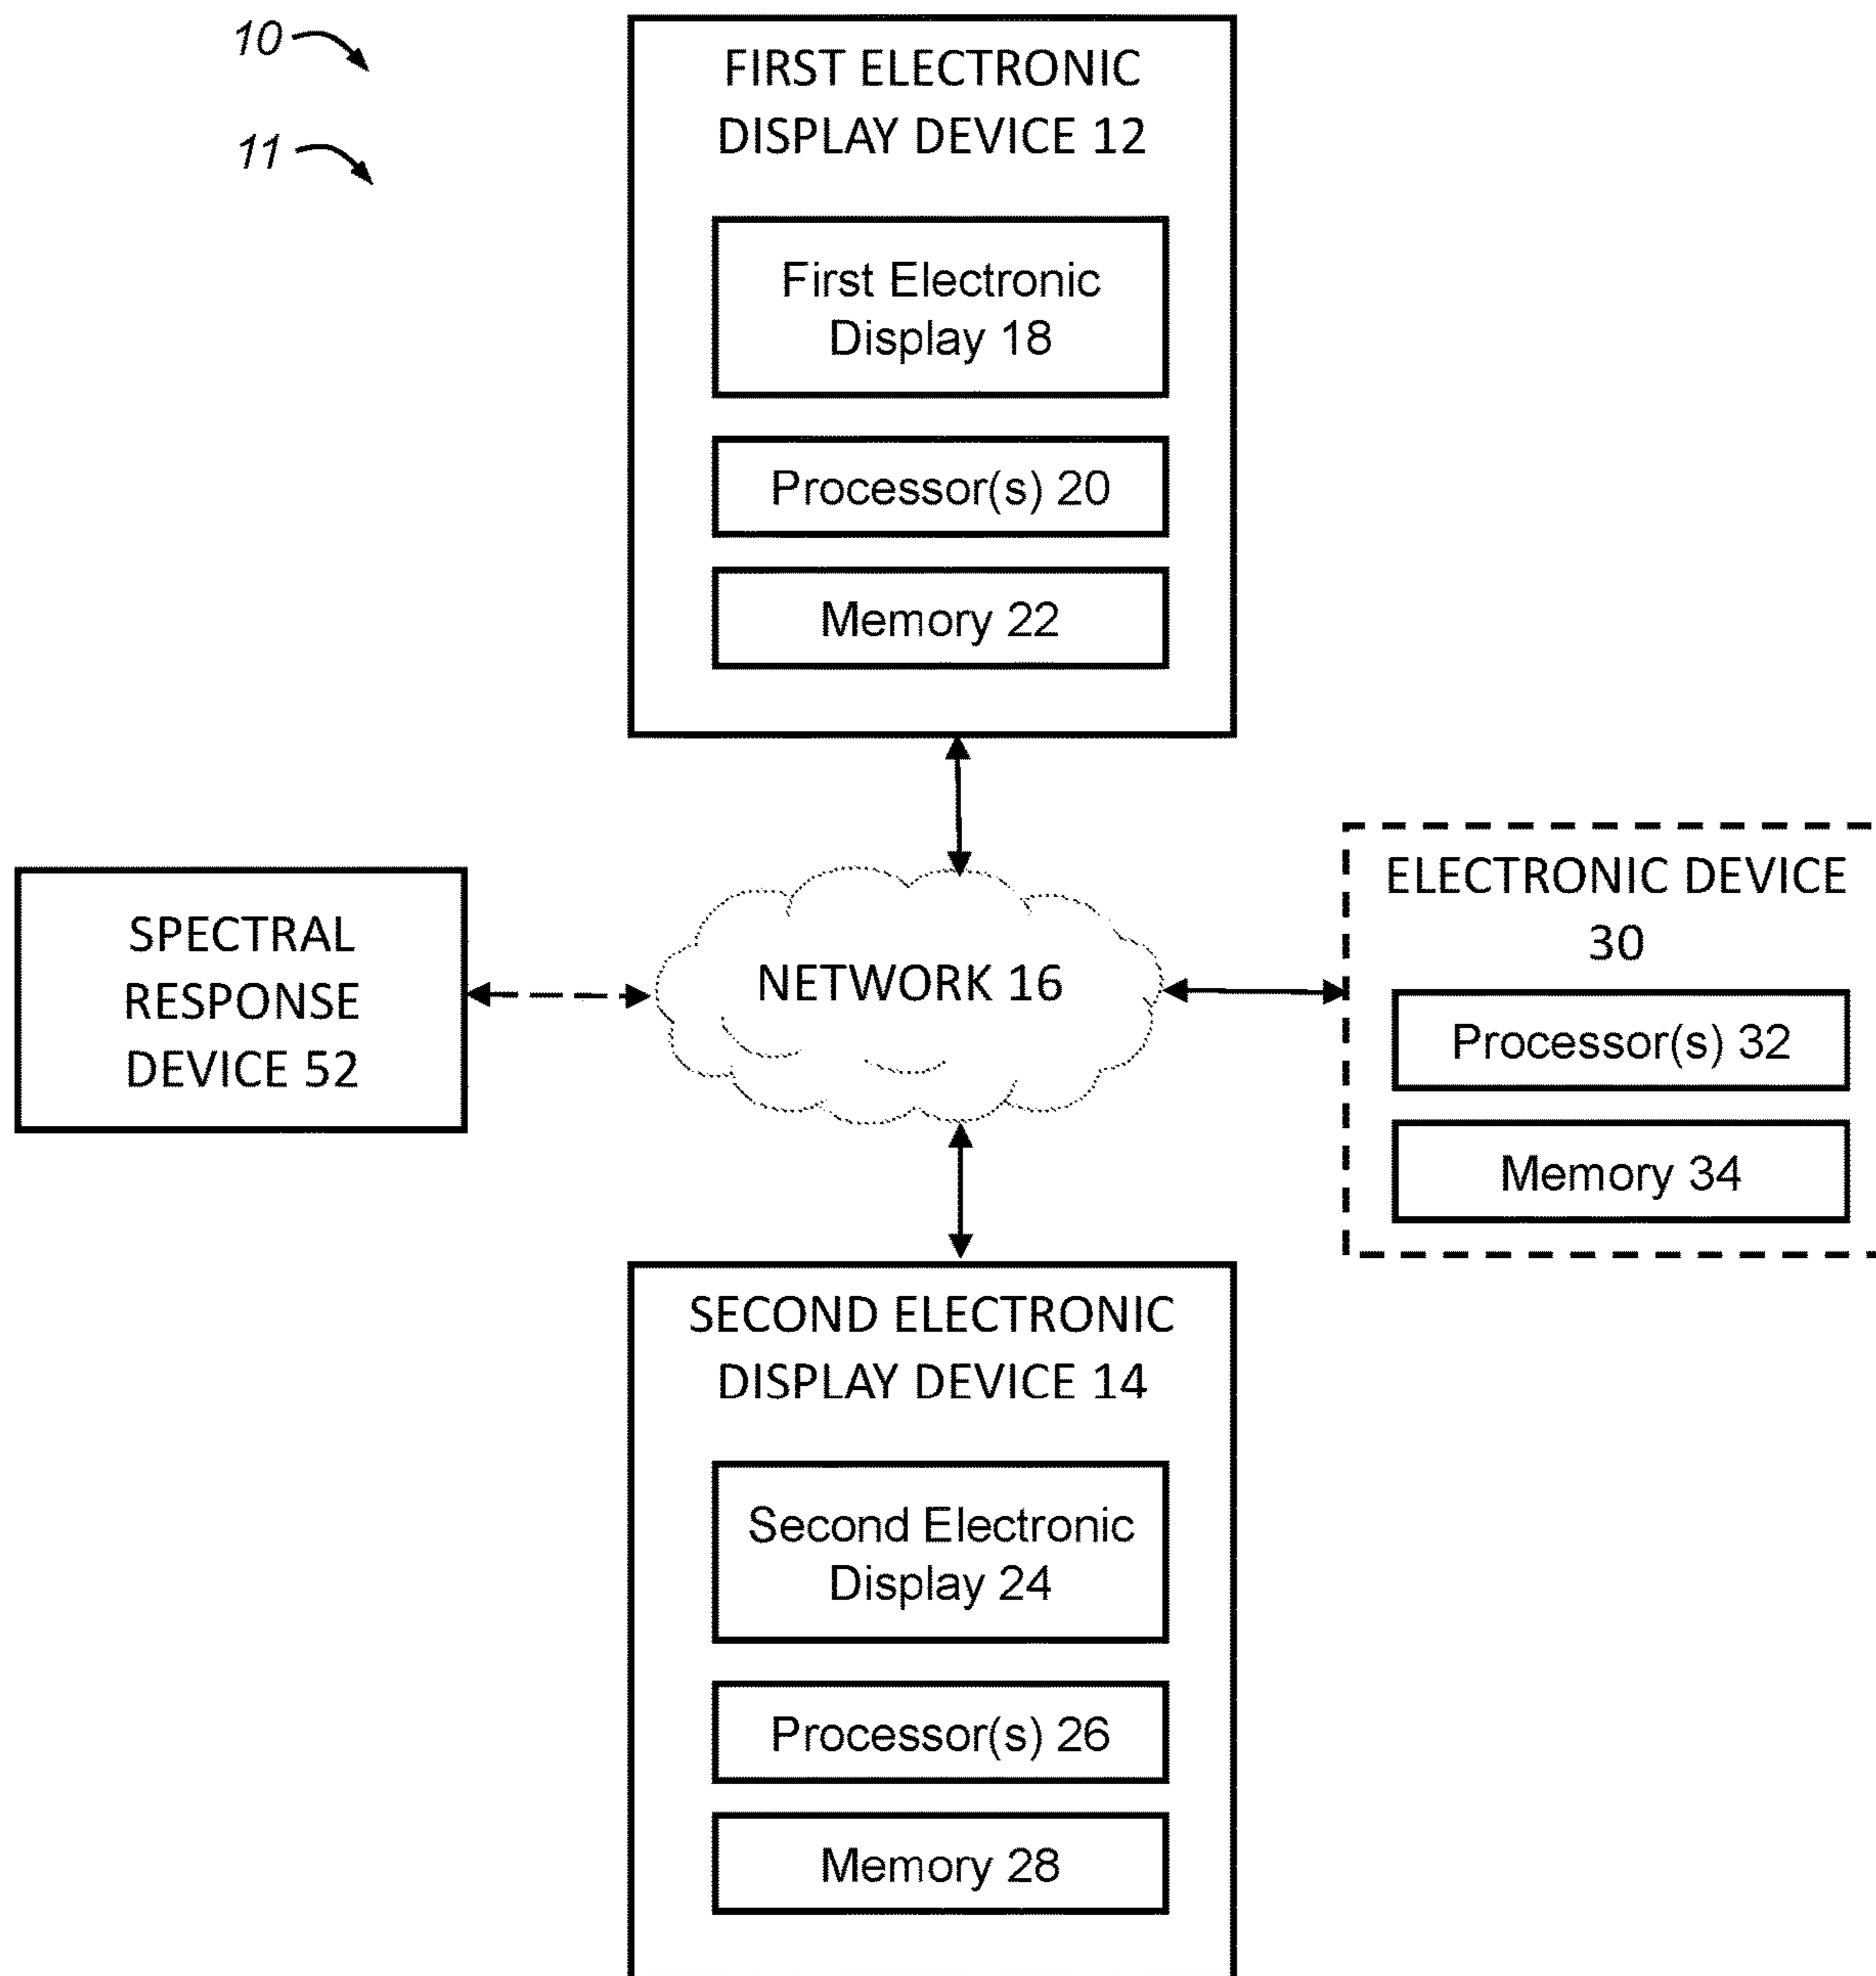 10
11
FIRST ELECTRONIC
DISPLAY DEVICE 12
First Electronic
Display 18
Processor(s) 20
Memory 22
SPECTRAL
RESPONSE
DEVICE 52
NETWORK 16
ELECTRONIC DEVICE
30
Processor(s) 32
Memory 34
SECOND ELECTRONIC
DISPLAY DEVICE 14
Second Electronic
Display 24
Processor(s) 26
Memory 28